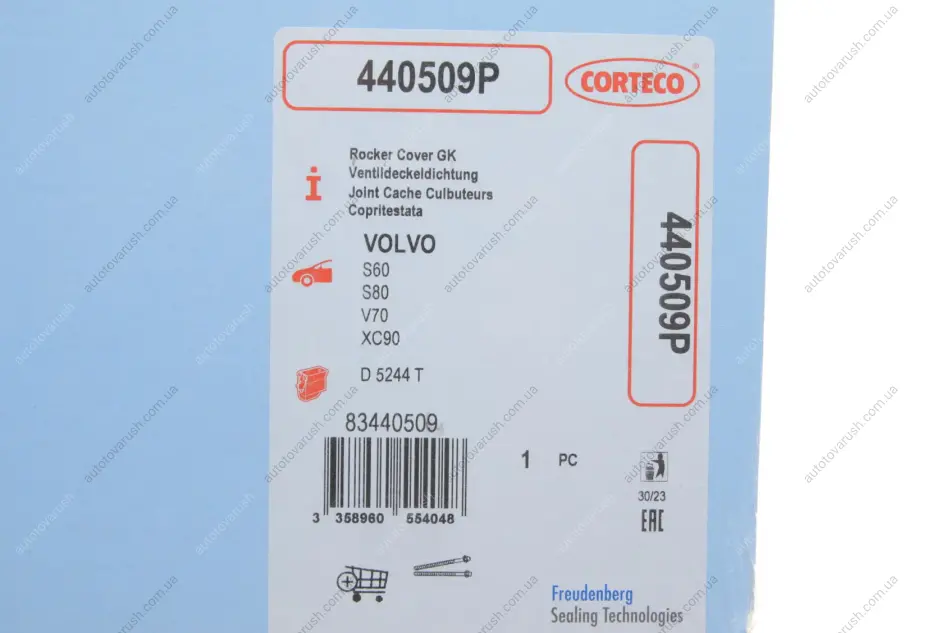 440509P
CORTECO
Rocker Cover GK
Ventildeckeldichtung
Joint Cache Culbuteurs
Copritestata
VOLVO
S60
S80
V70
XC90
D 5244 T
440509P
83440509
3 358960 554048
1 PC
30/23
EAC
Freudenberg
Sealing Technologies
autotovarush.com.ua